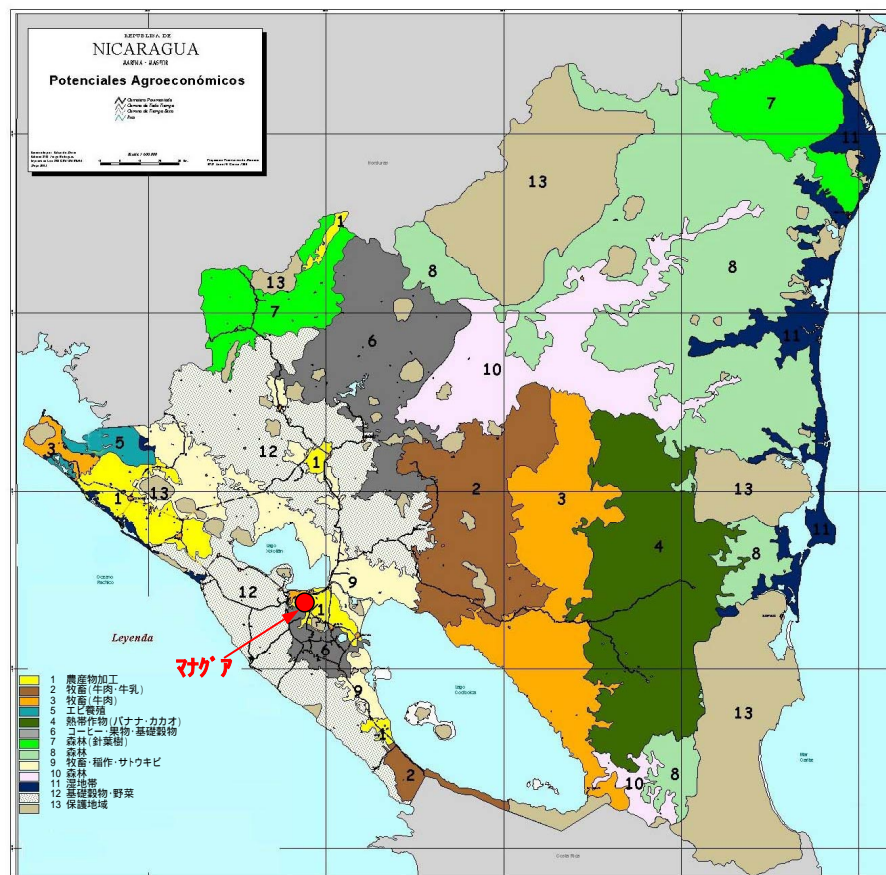 REPUBLICA DE
NICARAGUA
Potenciales Agroeconómicos
Honduras
7
11
13
1
8
13
8
7
6
11
10
5
3
12
1
2
13
1
13
3
11
4
8
9
12
1
Leyenda
6
マナグア
9
13
1
2
10
8
Costa Rica
1 農産物加工
2 牧畜(牛肉・牛乳)
3 牧畜(牛肉)
5 エビ養殖
4 熱帯作物(バナナ・カカオ)
6 コーヒー・果物・基礎穀物
7 森林(針葉樹)
8 森林
9 牧畜・稲作・サトウキビ
10 森林
11 湿地帯
12 基礎穀物・野菜
13 保護地域